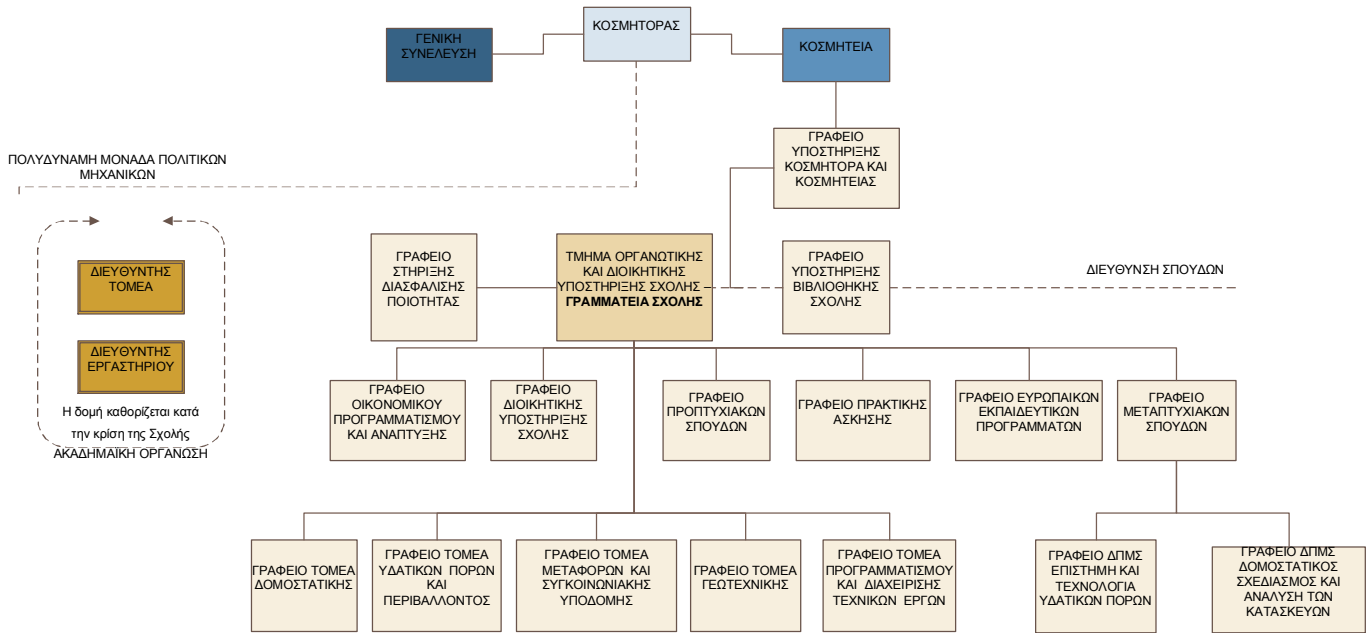 ΚΟΣΜΗΤΟΡΑΣ
ΓΕΝΙΚΗ
ΣΥΝΕΛΕΥΣΗ
ΚΟΣΜΗΤΕΙΑ
ΓΡΑΦΕΙΟ
ΥΠΟΣΤΗΡΙΞΗΣ
ΚΟΣΜΗΤΟΡΑ ΚΑΙ
ΚΟΣΜΗΤΕΙΑΣ
ΠΟΛΥΔΥΝΑΜΗ ΜΟΝΑΔΑ ΠΟΛΙΤΙΚΩΝ
ΜΗΧΑΝΙΚΩΝ
ΔΙΕΥΘΥΝΤΗΣ
ΤΟΜΕΑ
ΔΙΕΥΘΥΝΤΗΣ
ΕΡΓΑΣΤΗΡΙΟΥ
Η δομή καθορίζεται κατά
την κρίση της Σχολής
ΑΚΑΔΗΜΑΪΚΗ ΟΡΓΑΝΩΣΗ
ΓΡΑΦΕΙΟ
ΣΤΗΡΙΞΗΣ
ΔΙΑΣΦΑΛΙΣΗΣ
ΠΟΙΟΤΗΤΑΣ
ΤΜΗΜΑ ΟΡΓΑΝΩΤΙΚΗΣ
ΚΑΙ ΔΙΟΙΚΗΤΙΚΗΣ
ΥΠΟΣΤΗΡΙΞΗΣ ΣΧΟΛΗΣ –
ΓΡΑΜΜΑΤΕΙΑ ΣΧΟΛΗΣ
ΓΡΑΦΕΙΟ
ΥΠΟΣΤΗΡΙΞΗΣ
ΒΙΒΛΙΟΘΗΚΗΣ
ΣΧΟΛΗΣ
ΔΙΕΥΘΥΝΣΗ ΣΠΟΥΔΩΝ
ΓΡΑΦΕΙΟ
ΟΙΚΟΝΟΜΙΚΟΥ
ΠΡΟΓΡΑΜΜΑΤΙΣΜΟΥ
ΚΑΙ ΑΝΑΠΤΥΞΗΣ
ΓΡΑΦΕΙΟ
ΔΙΟΙΚΗΤΙΚΗΣ
ΥΠΟΣΤΗΡΙΞΗΣ
ΣΧΟΛΗΣ
ΓΡΑΦΕΙΟ
ΠΡΟΠΤΥΧΙΑΚΩΝ
ΣΠΟΥΔΩΝ
ΓΡΑΦΕΙΟ ΠΡΑΚΤΙΚΗΣ
ΑΣΚΗΣΗΣ
ΓΡΑΦΕΙΟ ΕΥΡΩΠΑΙΚΩΝ
ΕΚΠΑΙΔΕΥΤΙΚΩΝ
ΠΡΟΓΡΑΜΜΑΤΩΝ
ΓΡΑΦΕΙΟ
ΜΕΤΑΠΤΥΧΙΑΚΩΝ
ΣΠΟΥΔΩΝ
ΓΡΑΦΕΙΟ ΤΟΜΕΑ
ΔΟΜΟΣΤΑΤΙΚΗΣ
ΓΡΑΦΕΙΟ ΤΟΜΕΑ
ΥΔΑΤΙΚΩΝ ΠΟΡΩΝ
ΚΑΙ
ΠΕΡΙΒΑΛΛΟΝΤΟΣ
ΓΡΑΦΕΙΟ ΤΟΜΕΑ
ΜΕΤΑΦΟΡΩΝ ΚΑΙ
ΣΥΓΚΟΙΝΩΝΙΑΚΗΣ
ΥΠΟΔΟΜΗΣ
ΓΡΑΦΕΙΟ ΤΟΜΕΑ
ΓΕΩΤΕΧΝΙΚΗΣ
ΓΡΑΦΕΙΟ ΤΟΜΕΑ
ΠΡΟΓΡΑΜΜΑΤΙΣΜΟΥ
ΚΑΙ ΔΙΑΧΕΙΡΙΣΗΣ
ΤΕΧΝΙΚΩΝ ΕΡΓΩΝ
ΓΡΑΦΕΙΟ ΔΠΜΣ
ΕΠΙΣΤΗΜΗ ΚΑΙ
ΤΕΧΝΟΛΟΓΙΑ
ΥΔΑΤΙΚΩΝ ΠΟΡΩΝ
ΓΡΑΦΕΙΟ ΔΠΜΣ
ΔΟΜΟΣΤΑΤΙΚΟΣ
ΣΧΕΔΙΑΣΜΟΣ ΚΑΙ
ΑΝΑΛΥΣΗ ΤΩΝ
ΚΑΤΑΣΚΕΥΩΝ